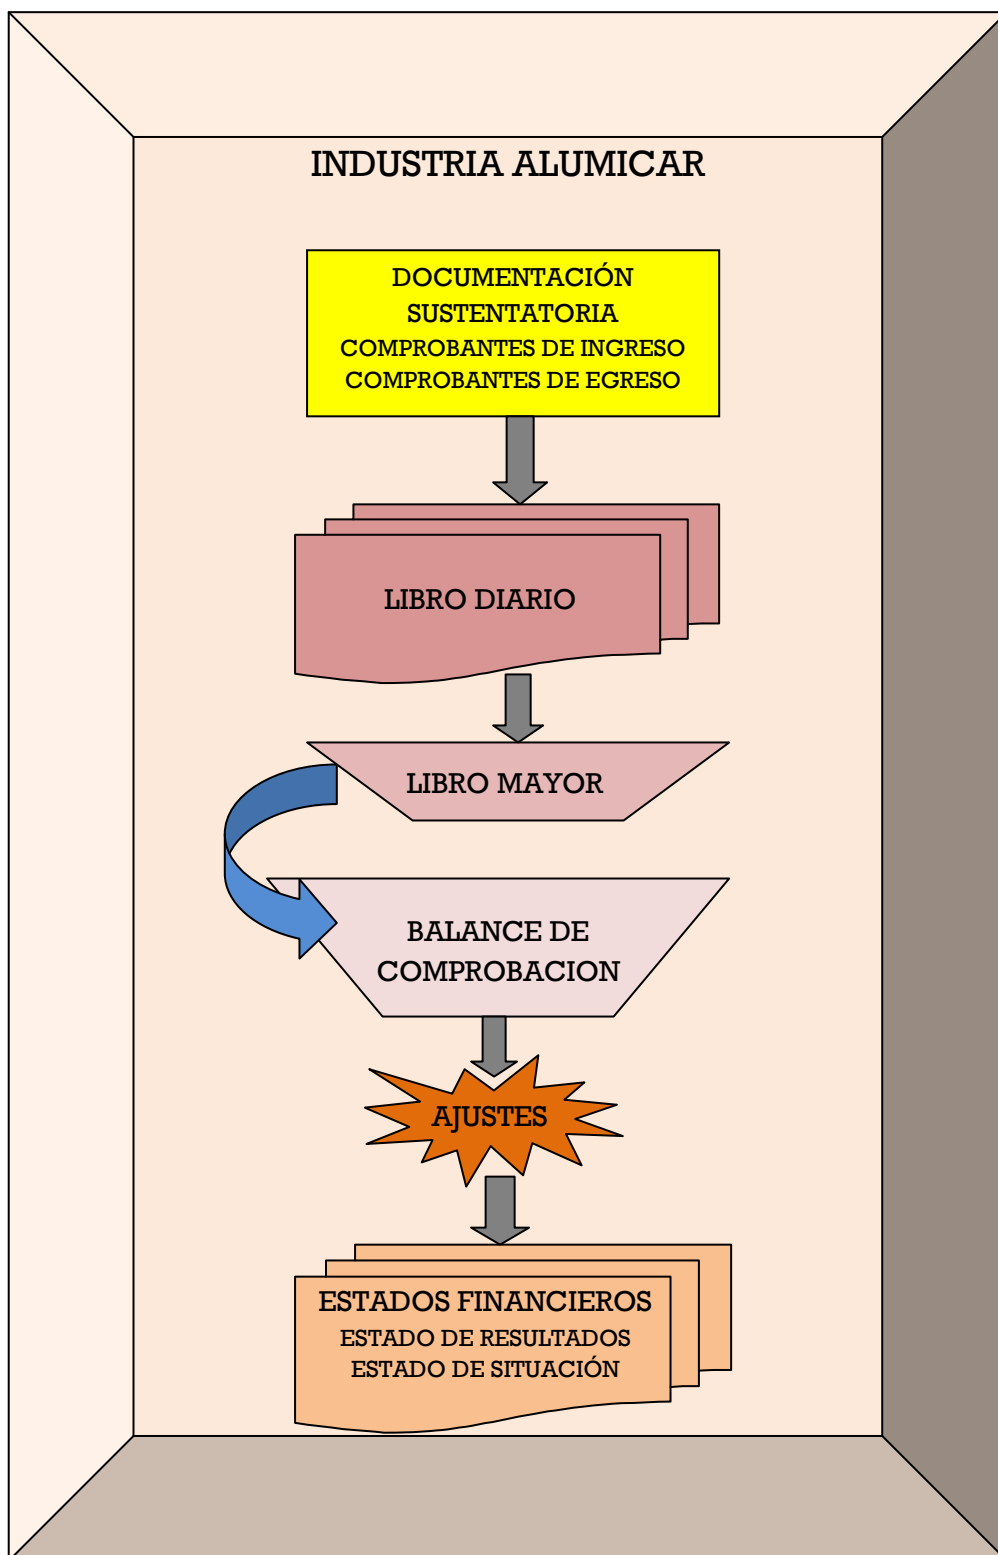 INDUSTRIA ALUMICAR
DOCUMENTACIÓN
SUSTENTATORIA
COMPROBANTES DE INGRESO
COMPROBANTES DE EGRESO
LIBRO DIARIO
LIBRO MAYOR
BALANCE DE
COMPROBACION
AJUSTES
ESTADOS FINANCIEROS
ESTADO DE RESULTADOS
ESTADO DE SITUACIÓN